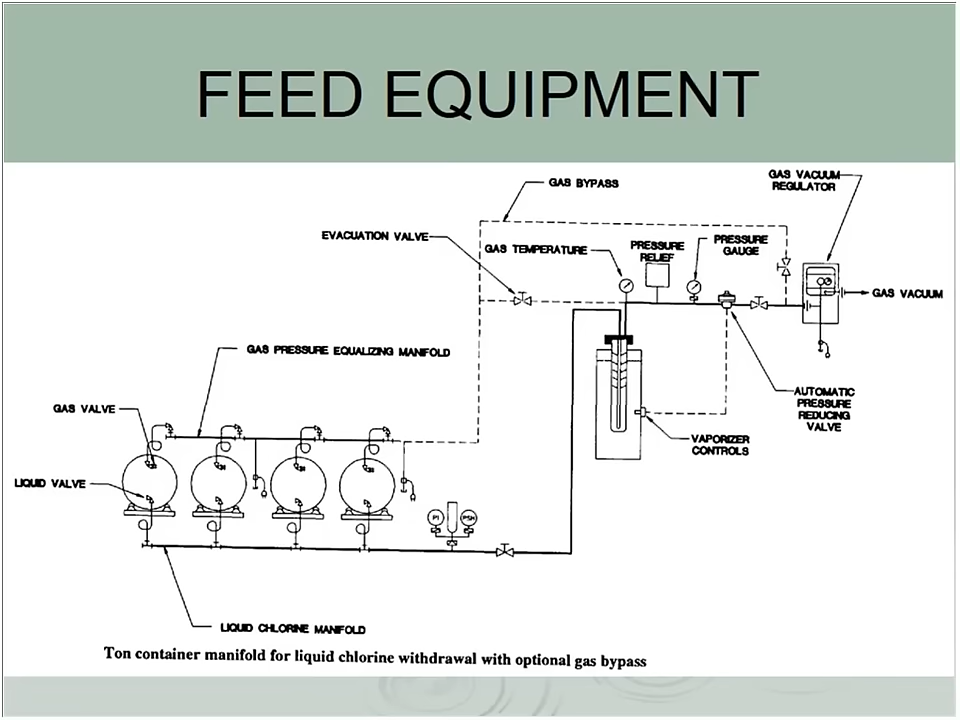 FEED EQUIPMENT
GAS BYPASS
GAS VACUUM
REGULATOR
EVACUATION VALVE
GAS TEMPERATURE
PRESSURE
RELIEF
PRESSURE
GAUGE
GAS VACUUM
GAS PRESSURE EQUALIZING MANIFOLD
AUTOMATIC
PRESSURE
REDUCING
VALVE
GAS VALVE
VAPORIZER
CONTROLS
LIQUID VALVE
PI
LIQUID CHLORINE MANIFOLD
Ton container manifold for liquid chlorine withdrawal with optional gas bypass